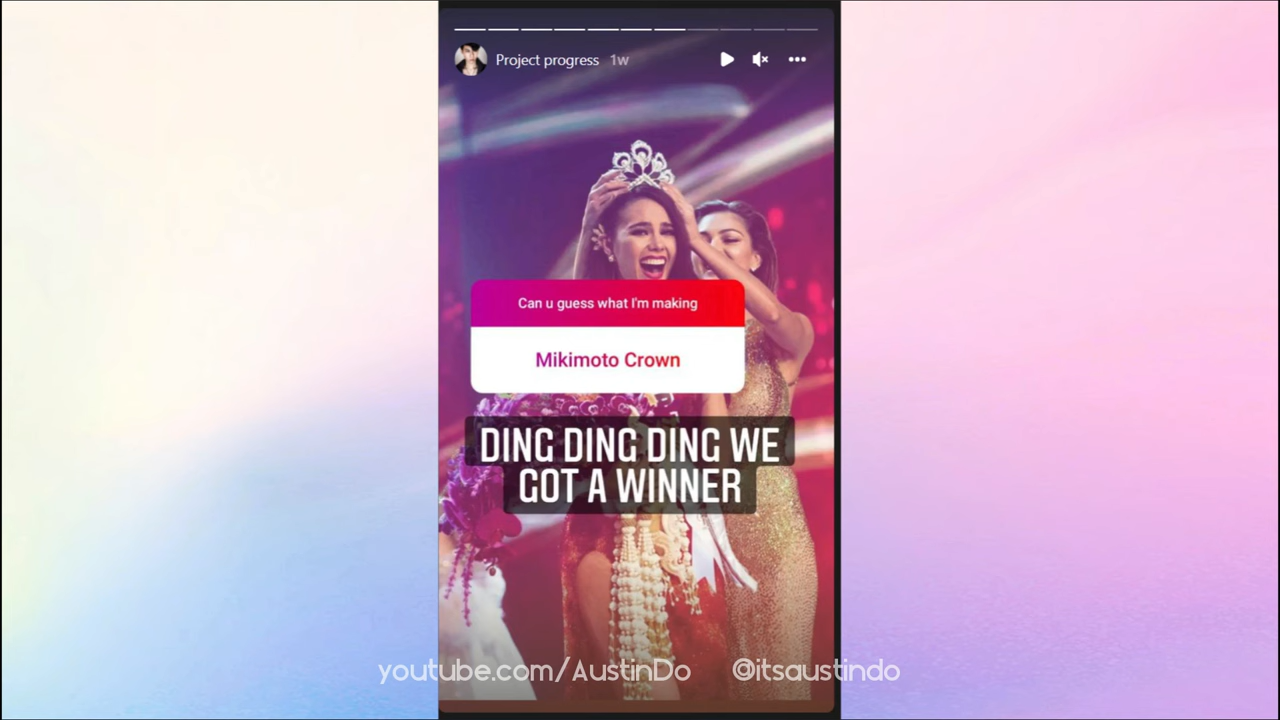 Project progress 1w
Can u guess what I'm making
Mikimoto Crown
DING DING DING WE
GOT A WINNER
youtube.com/AustinDo @itsaustindo